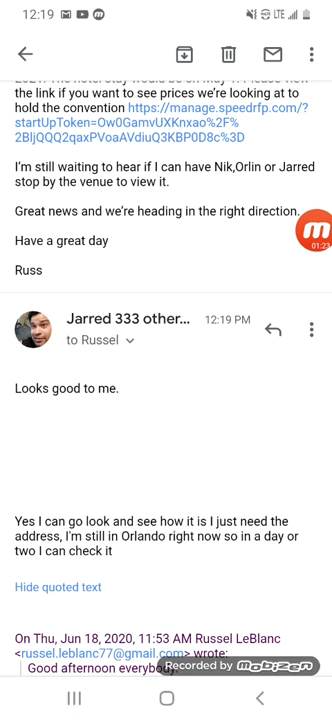 12:19
LTE
the link if you want to see prices we're looking at to
hold the convention https://manage.speedrfp.com/?
startUpToken=Ow0GamvUXKnxao%2F%
2BljQQQ2qaxPVoaAVdiuQ3KBP0D8c%3D
I'm still waiting to hear if I can have Nik,Orlin or Jarred
stop by the venue to view it.
Great news and we're heading in the right direction.
m
01:23
Have a great day
Russ
Jarred 333 other...
12:19 PM
to Russel
Looks good to me.
Yes I can go look and see how it is I just need the
address, I'm still in Orlando right now so in a day or
two I can check it
Hide quoted text
On Thu, Jun 18, 2020, 11:53 AM Russel LeBlanc
<russel.leblanc77@gmail.com> wrote:
Good afternoon everybody.
Recorded by mobizen